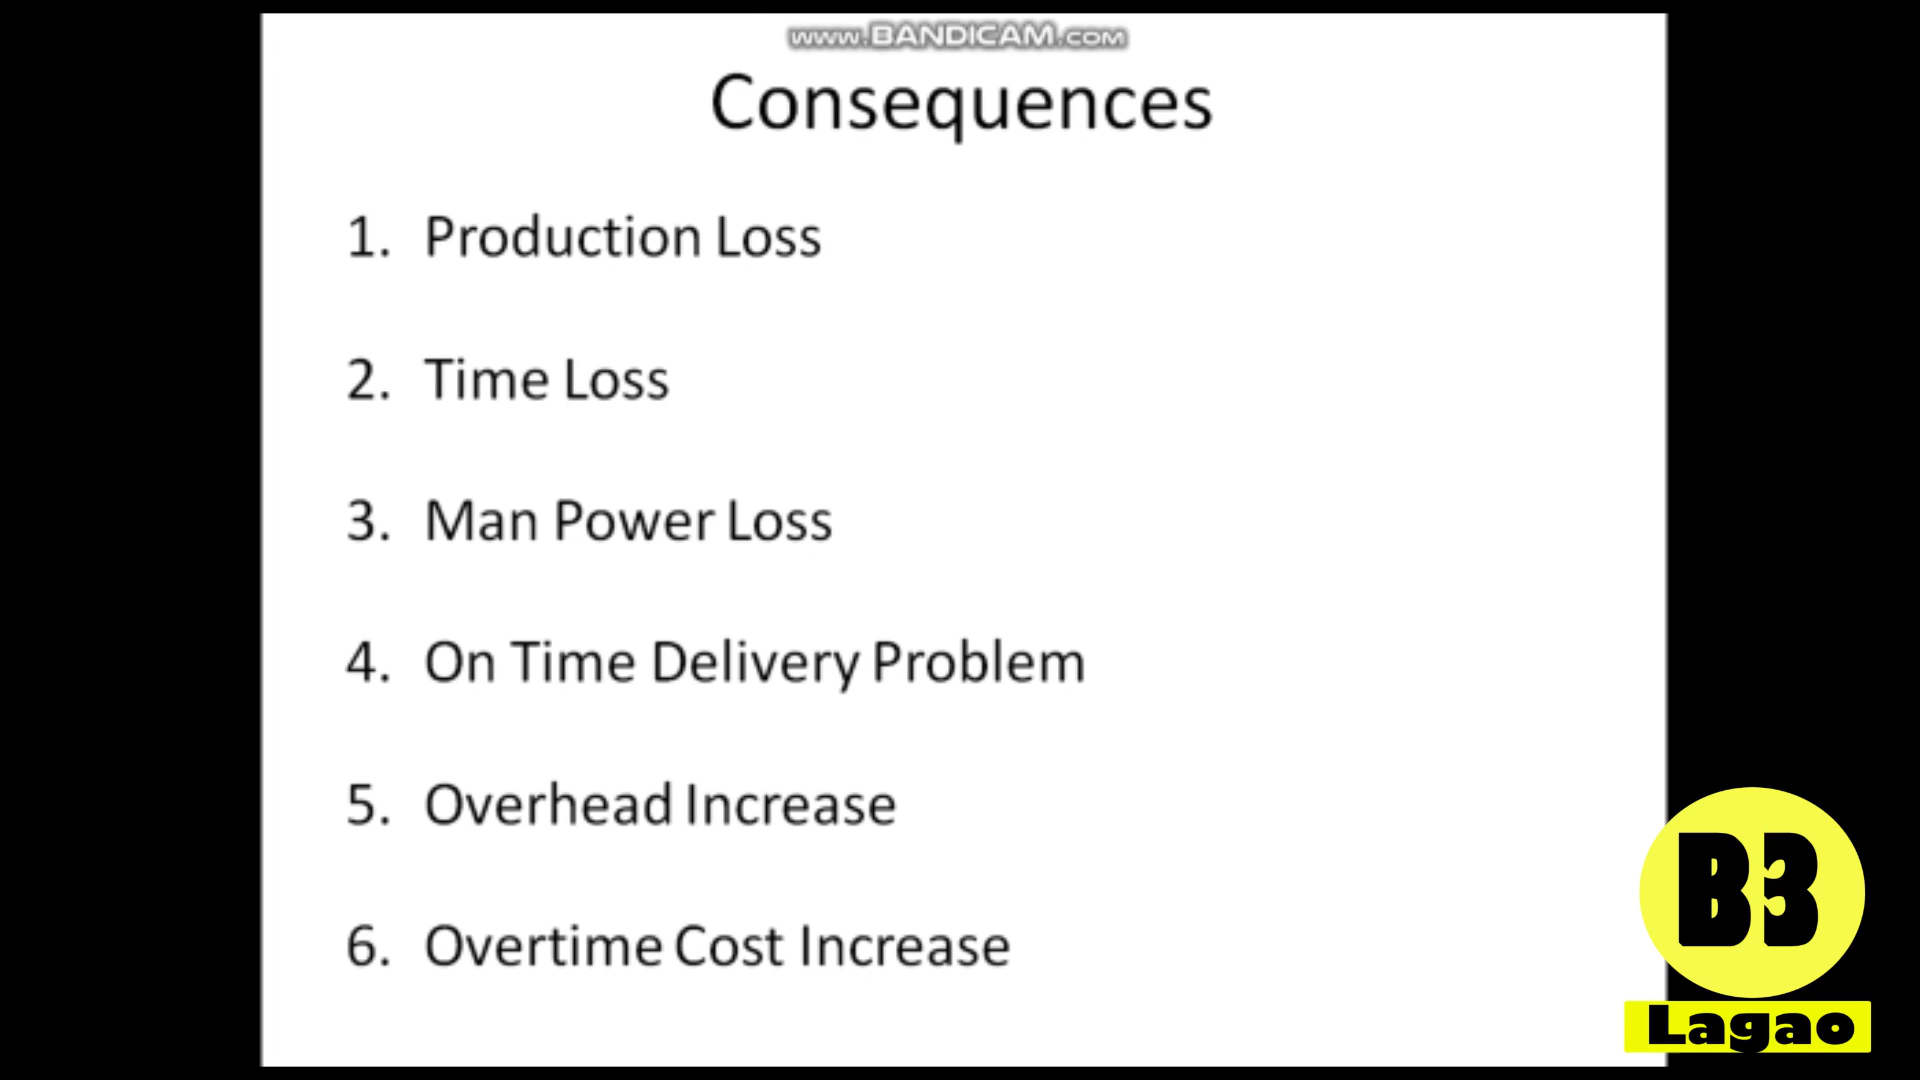 www.BANDICAM.com
Consequences
1. Production Loss
2. Time Loss
3. Man Power Loss
4. On Time Delivery Problem
5. Overhead Increase
6. Overtime Cost Increase
B3
Lagao